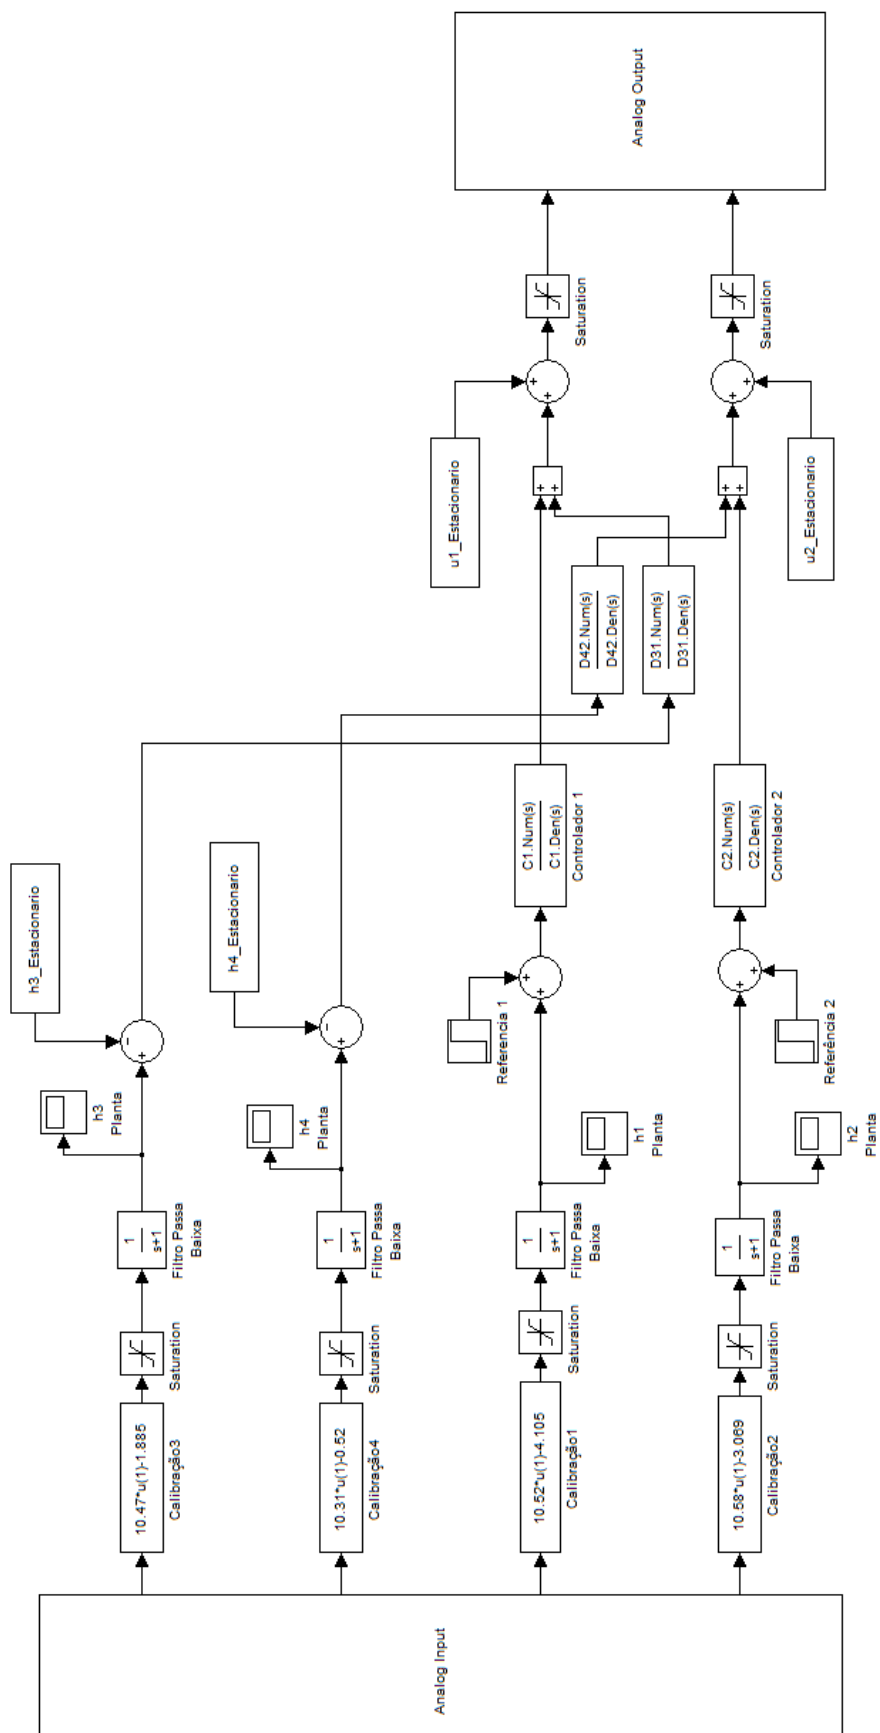 Analog Input
10.47*u(1)-1.885
Calibração3
Saturation
1
s+1
Filtro Passa
Baixa
h3
Planta
h3_Estacionario
+
-
10.31*u(1)-0.52
Calibração4
Saturation
1
s+1
Filtro Passa
Baixa
h4
Planta
h4_Estacionario
+
-
10.52*u(1)-4.105
Calibração1
Saturation
1
s+1
Filtro Passa
Baixa
h1
Planta
Referencia 1
+
+
C1.Num(s)
C1.Den(s)
Controlador 1
10.58*u(1)-3.069
Calibração2
Saturation
1
s+1
Filtro Passa
Baixa
h2
Planta
Referência 2
+
+
C2.Num(s)
C2.Den(s)
Controlador 2
D42.Num(s)
D42.Den(s)
D31.Num(s)
D31.Den(s)
u1_Estacionario
+
+
+
+
Saturation
u2_Estacionario
+
+
+
+
Saturation
Analog Output